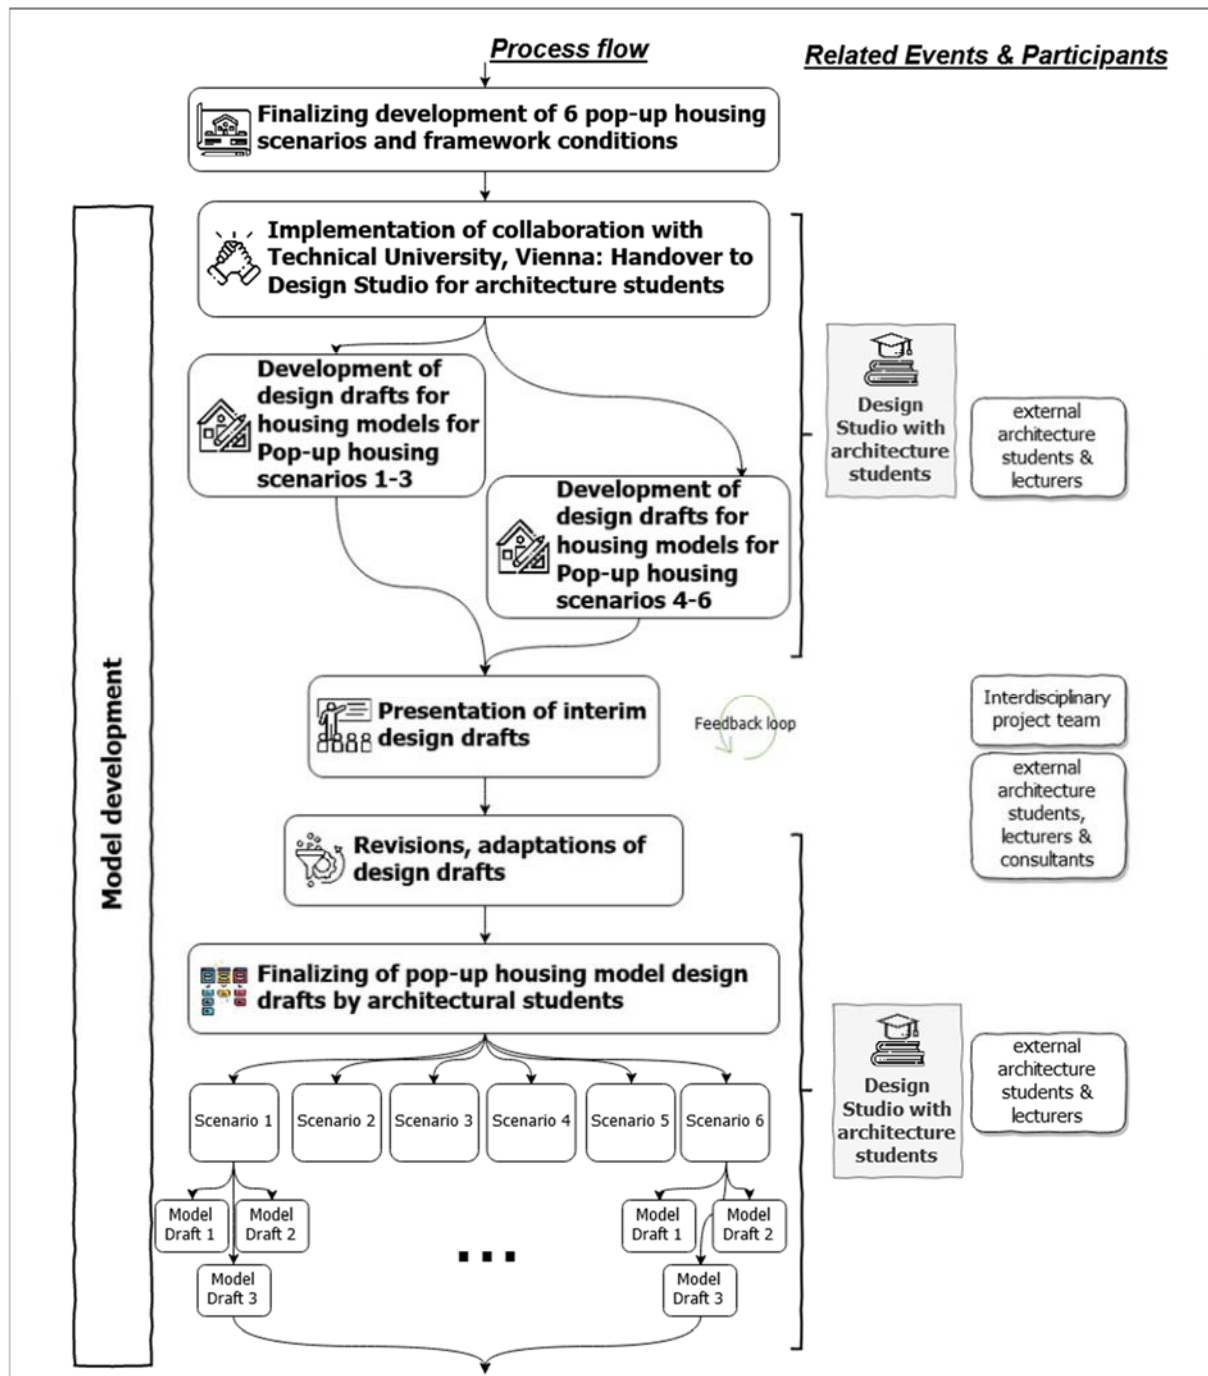 Process flow
Related Events & Participants
Finalizing development of 6 pop-up housing
scenarios and framework conditions
Model development
Implementation of collaboration with
Technical University, Vienna: Handover to
Design Studio for architecture students
Development of
design drafts for
housing models for
Pop-up housing
scenarios 1-3
Development of
design drafts for
housing models for
Pop-up housing
scenarios 4-6
Design
Studio with
architecture
students
external
architecture
students &
lecturers
Presentation of interim
design drafts
Feedback loop
Interdisciplinary
project team
external
architecture
students,
lecturers &
consultants
Revisions, adaptations of
design drafts
Finalizing of pop-up housing model design
drafts by architectural students
Design
Studio with
architecture
students
external
architecture
students &
lecturers
Scenario 1
Scenario 2
Scenario 3
Scenario 4
Scenario 5
Scenario 6
Model
Draft 1
Model
Draft 2
Model
Draft 3
...
Model
Draft 1
Model
Draft 2
Model
Draft 3